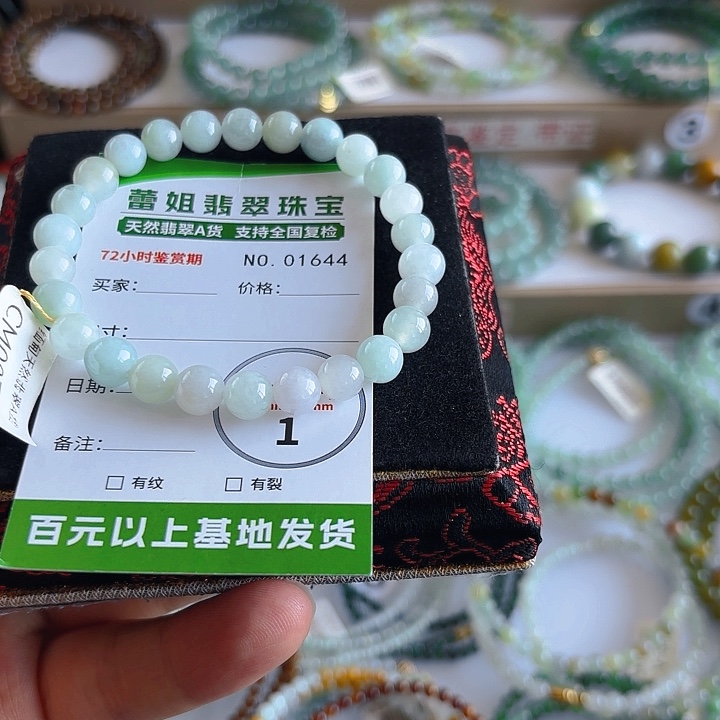 蕾姐翡翠珠宝
天然翡翠A货 支持全国复检
72小时鉴赏期 NO. 01644
买家: 价格:
寸:
日期:
mm
1
备注:
有纹 有裂
百元以上基地发货